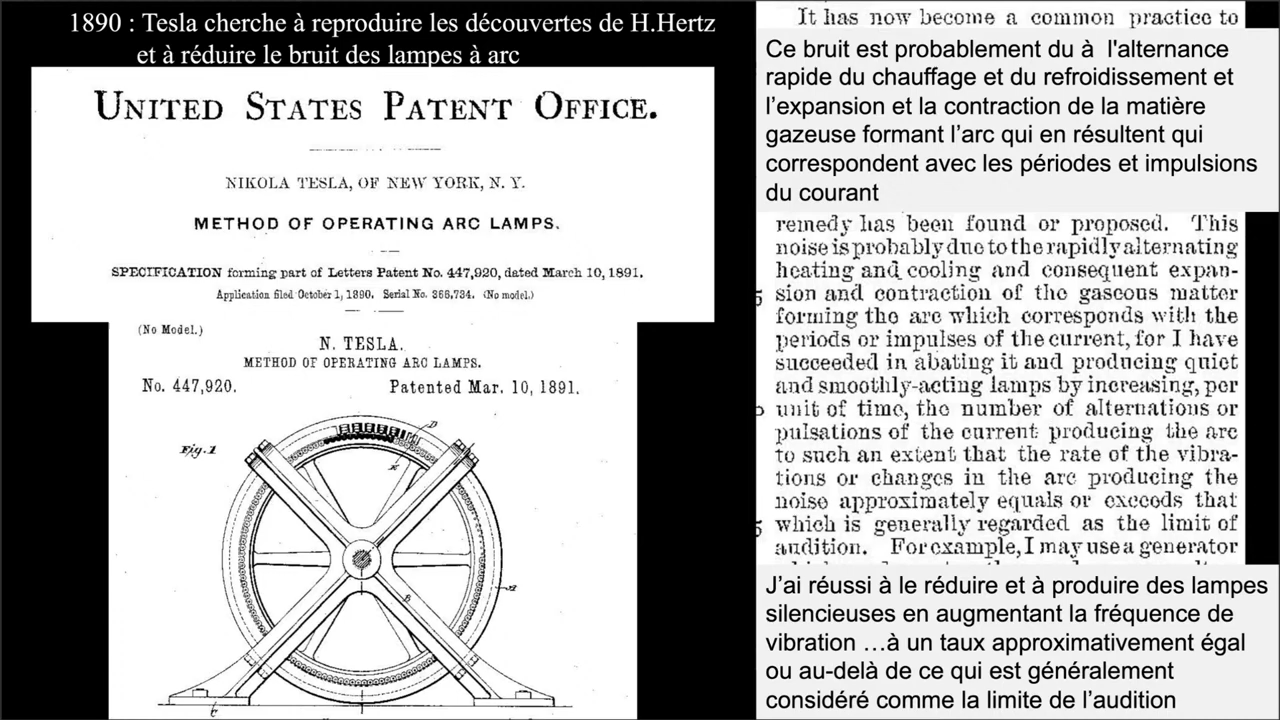 1890 : Tesla cherche à reproduire les découvertes de H.Hertz
et à réduire le bruit des lampes à arc
UNITED STATES PATENT OFFICE.
NIKOLA TESLA, OF NEW YORK, N. Y.
METHOD OF OPERATING ARC LAMPS.
SPECIFICATION forming part of Letters Patent No. 447,920, dated March 10, 1891.
Application filed October 1, 1890. Serial No. 366,734. (No model.)
(No Model.)
N. TESLA.
METHOD OF OPERATING ARC LAMPS.
No. 447,920.
Patented Mar. 10, 1891.
Fig. 1
D
It has now become a common practice to
Ce bruit est probablement du à l'alternance
rapide du chauffage et du refroidissement et
l’expansion et la contraction de la matière
gazeuse formant l’arc qui en résultent qui
correspondent avec les périodes et impulsions
du courant
remedy has been found or proposed. This
noise is probably due to the rapidly alternating
heating and cooling and consequent expan-
sion and contraction of the gaseous matter
forming the arc which corresponds with the
periods or impulses of the current, for I have
succeeded in abating it and producing quiet
and smoothly-acting lamps by increasing, per
unit of time, the number of alternations or
pulsations of the current producing the arc
to such an extent that the rate of the vibra-
tions or changes in the arc producing the
noise approximately equals or exceeds that
which is generally regarded as the limit of
audition. For example, I may use a generator
J’ai réussi à le réduire et à produire des lampes
silencieuses en augmentant la fréquence de
vibration …à un taux approximativement égal
ou au-delà de ce qui est généralement
considéré comme la limite de l’audition